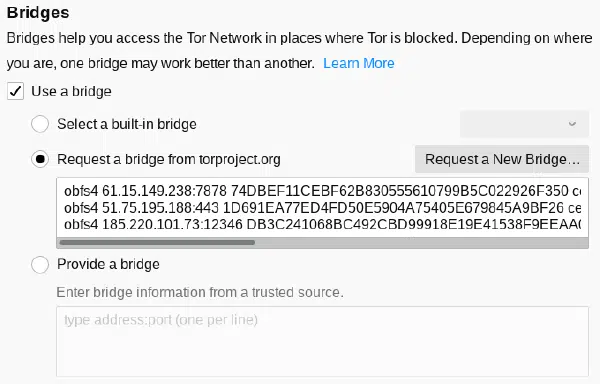 Bridges
Bridges help you access the Tor Network in places where Tor is blocked. Depending on where
you are, one bridge may work better than another. Learn More
Use a bridge
Select a built-in bridge
Request a bridge from torproject.org
Request a New Bridge…
obfs4 61.15.149.238:7878 74DBEF11CEBF62B830555610799B5C022926F350 ce
obfs4 51.75.195.188:443 1D691EA77ED4FD50E5904A75405E679845A9BF26 ce
obfs4 185.220.101.73:12346 DB3C241068BC492CBD99918E19E41538F9EEAA0
Provide a bridge
Enter bridge information from a trusted source.
type address:port (one per line)